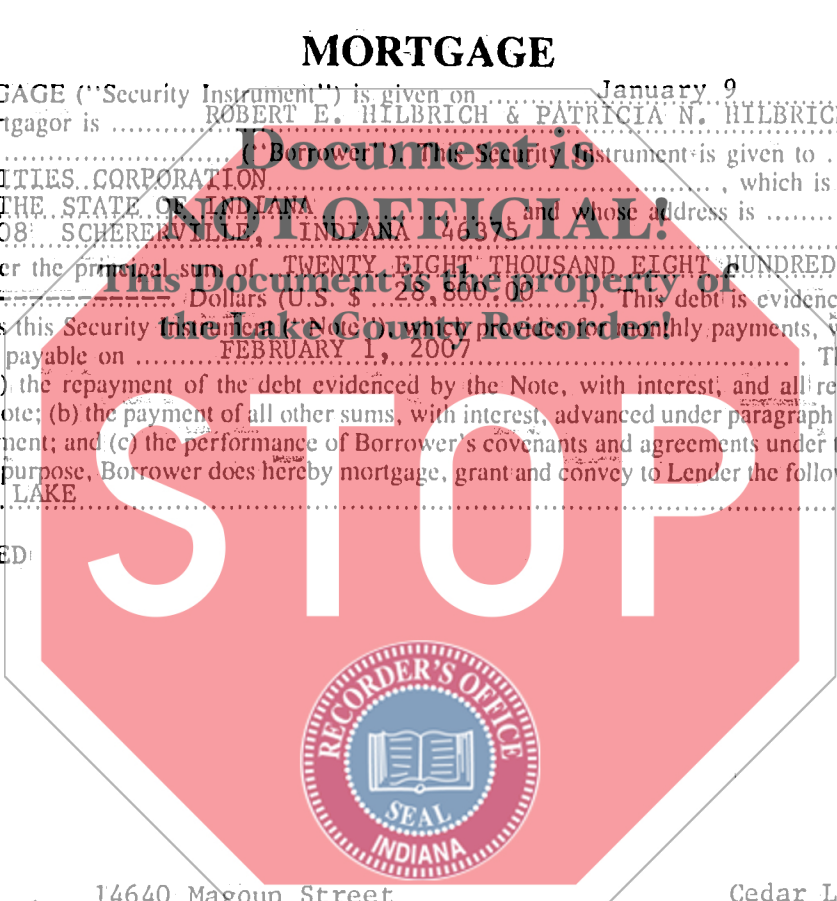 MORTGAGE
GAGE ("Security Instrument") is given on .......... January 9
tgagor is .......... ROBERT E. HILBRICH & PATRICIA N. HILBRIC
Document is
.......... ("Borrower"). This Security Instrument is given to
ITIES CORPORATION .........., which is
THE STATE OF INDIANA .......... and whose address is ..........
NOT OFFICIAL!
08 SCHERERVILLE, INDIANA 46375
er the principal sum of TWENTY EIGHT THOUSAND EIGHT HUNDRED
This Document is the property of
------------ Dollars (U.S. $ 28,800.00 ....). This debt is evidenc
s this Security Instrument ("Note"), which provides for monthly payments,
the Lake County Recorder!
payable on .......... FEBRUARY 1, 2007 .......... T
) the repayment of the debt evidenced by the Note, with interest, and all re
ote; (b) the payment of all other sums, with interest, advanced under paragraph
ment; and (c) the performance of Borrower's covenants and agreements under
purpose, Borrower does hereby mortgage, grant and convey to Lender the follow
LAKE
ED
STOP
RECORDER'S OFFICE
SEAL
INDIANA
14640 Magoun Street Cedar L